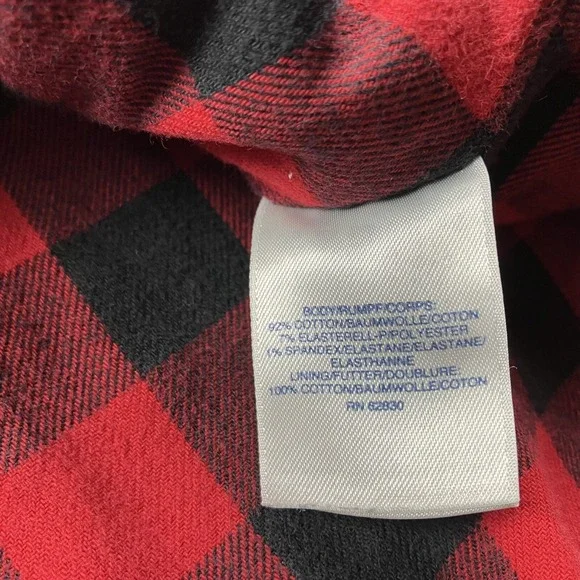 BODY/RUMPF/CORPS:
92% COTTON/BAUMWOLLE/COTON
7% ELASTERELL-P/POLYESTER
1% SPANDEX/ELASTANE/ELASTANE/
ELASTHANNE
LINING/FUTTER/DOUBLURE:
100% COTTON/BAUMWOLLE/COTON
RN 62830